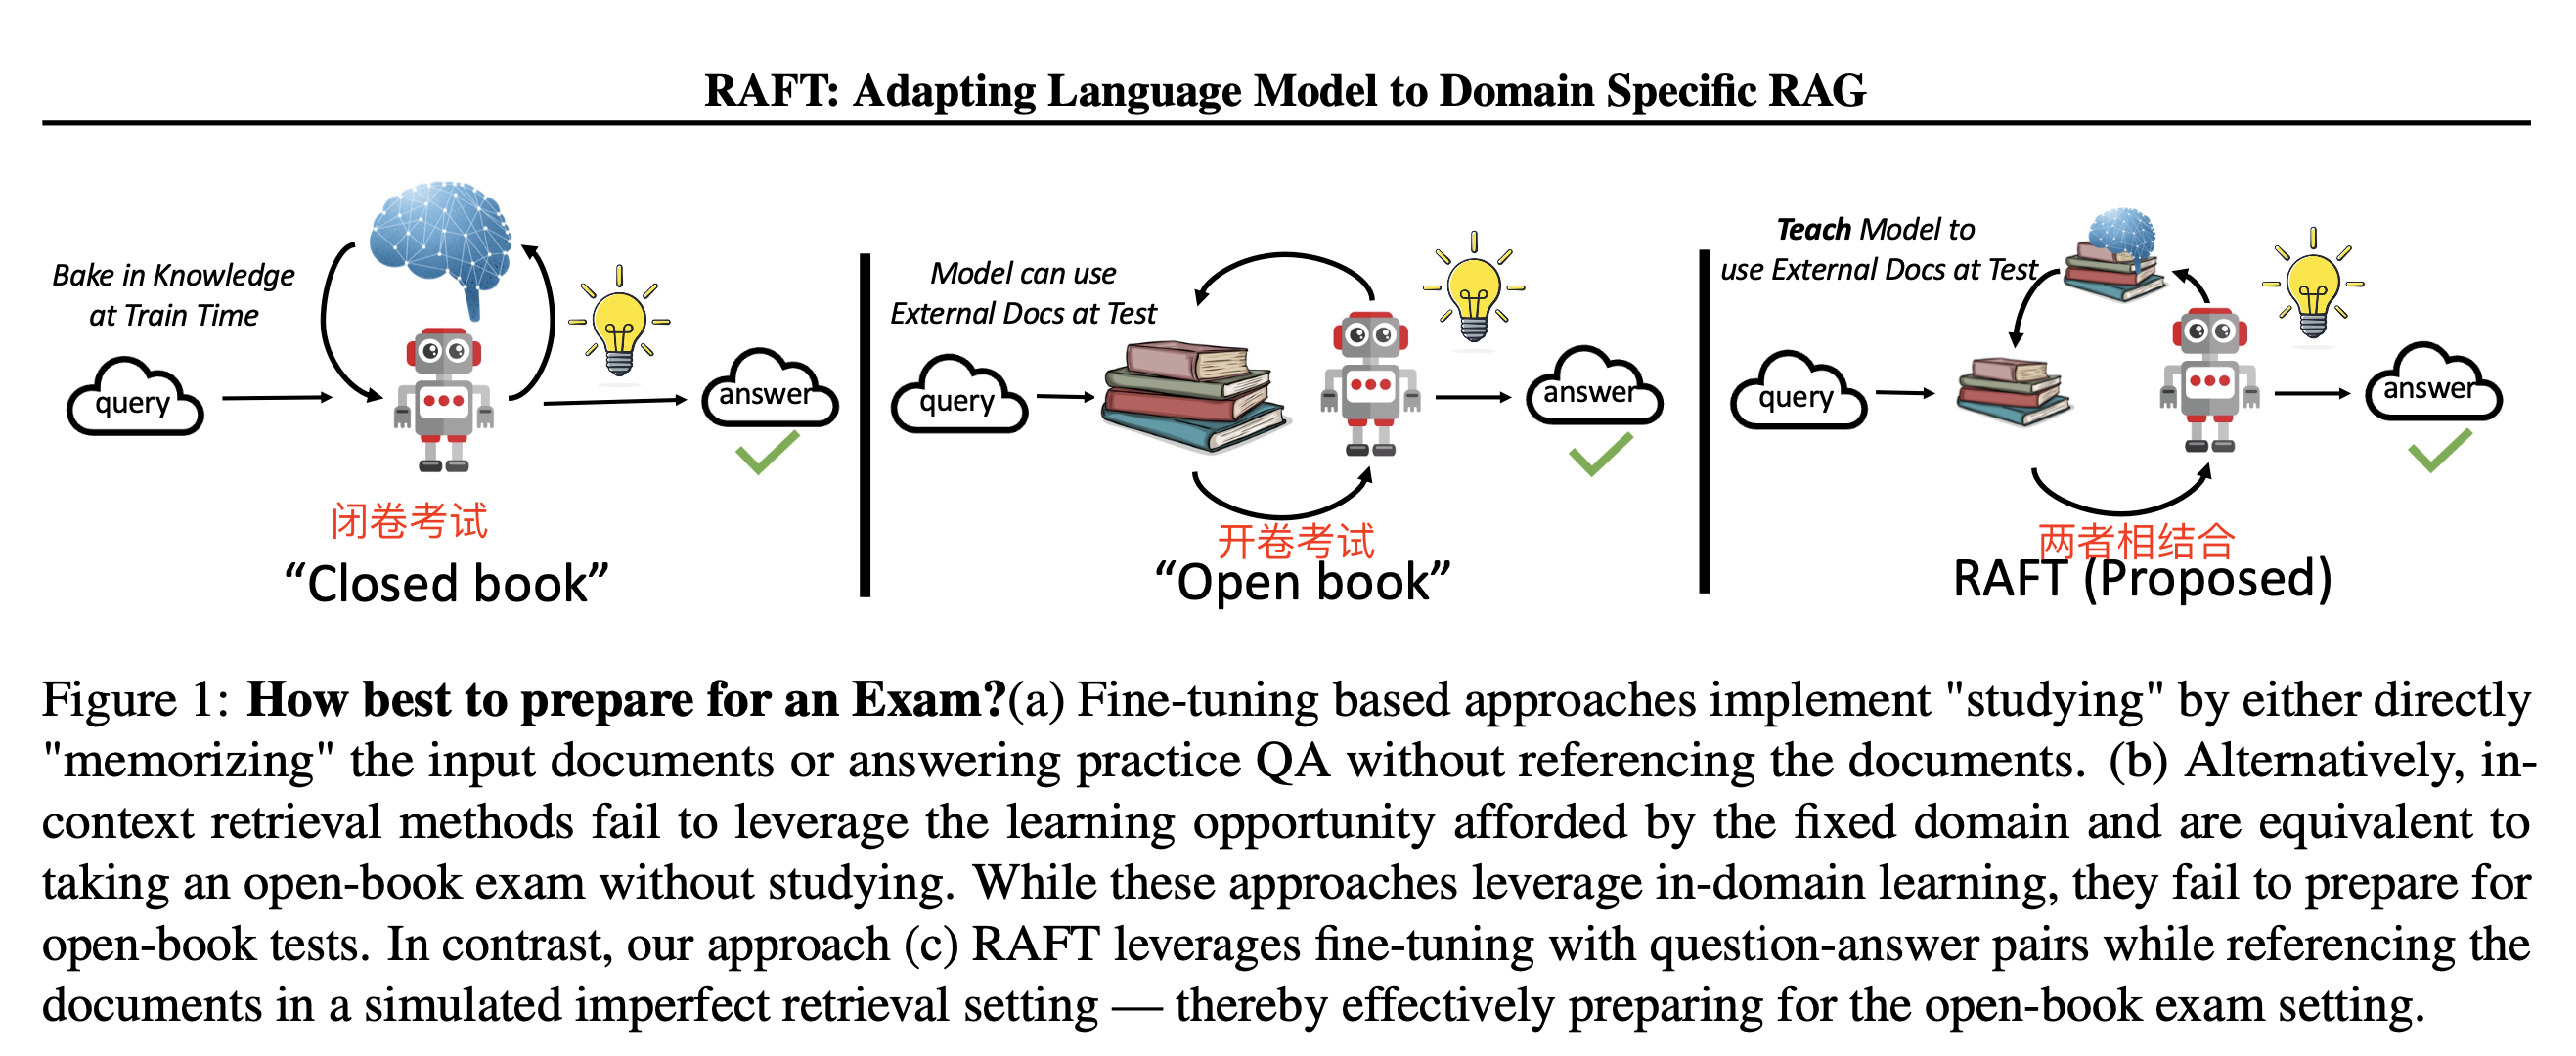 RAFT: Adapting Language Model to Domain Specific RAG
Bake in Knowledge
at Train Time
query
answer
闭卷考试
“Closed book”
Model can use
External Docs at Test
query
answer
开卷考试
“Open book”
Teach Model to
use External Docs at Test
query
answer
两者相结合
RAFT (Proposed)
Figure 1: How best to prepare for an Exam?(a) Fine-tuning based approaches implement "studying" by either directly
"memorizing" the input documents or answering practice QA without referencing the documents. (b) Alternatively, in-
context retrieval methods fail to leverage the learning opportunity afforded by the fixed domain and are equivalent to
taking an open-book exam without studying. While these approaches leverage in-domain learning, they fail to prepare for
open-book tests. In contrast, our approach (c) RAFT leverages fine-tuning with question-answer pairs while referencing the
documents in a simulated imperfect retrieval setting — thereby effectively preparing for the open-book exam setting.